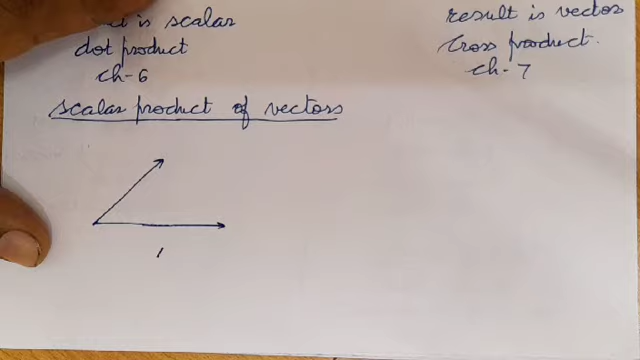 is scalar
dot product
ch-6
result is vector
cross product.
ch-7
scalar product of vectors